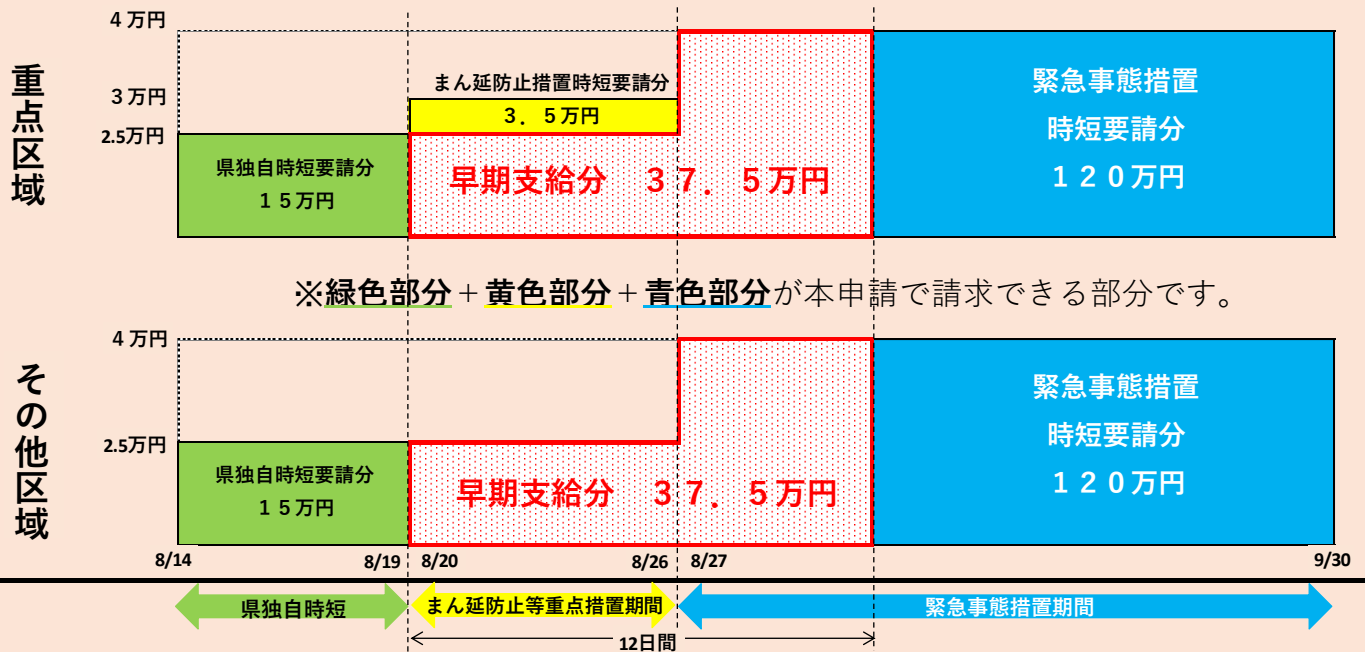 重点区域
4万円
3万円
2.5万円
まん延防止措置時短要請分
3．5万円
県独自時短要請分
15万円
早期支給分　37．5万円
緊急事態措置
時短要請分
120万円
※緑色部分＋黄色部分＋青色部分が本申請で請求できる部分です。
その他区域
4万円
2.5万円
県独自時短要請分
15万円
早期支給分　37．5万円
緊急事態措置
時短要請分
120万円
8/14 8/19 8/20 8/26 8/27 9/30
県独自時短 まん延防止等重点措置期間 緊急事態措置期間
12日間